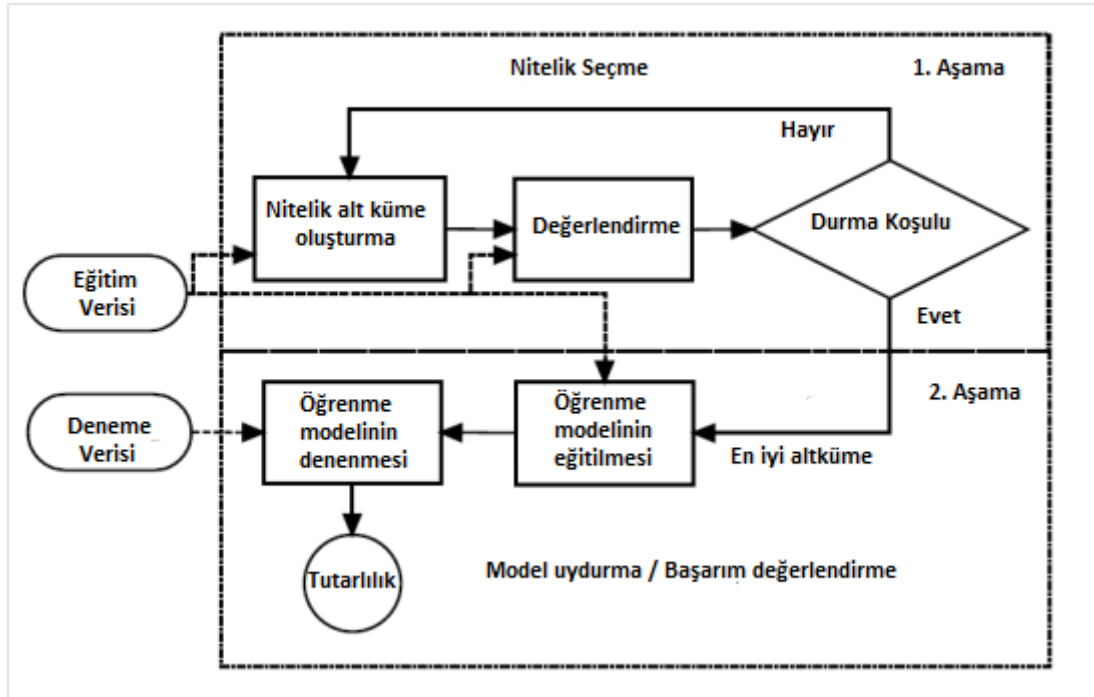 Nitelik Seçme
1. Aşama
Hayır
Nitelik alt küme
oluşturma
Değerlendirme
Durma Koşulu
Eğitim
Verisi
Evet
2. Aşama
Deneme
Verisi
Öğrenme
modelinin
denenmesi
Öğrenme
modelinin
eğitilmesi
En iyi altküme
Tutarlılık
Model uydurma / Başarım değerlendirme